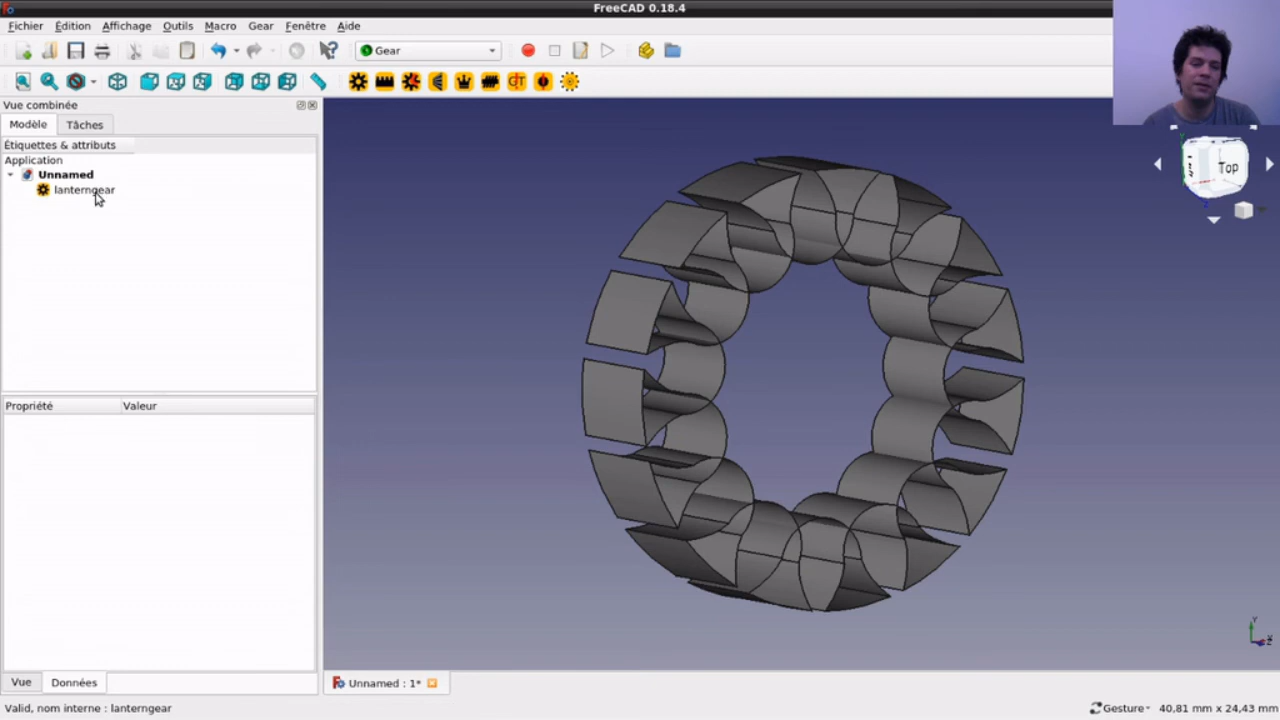 FreeCAD 0.18.4
Fichier Édition Affichage Outils Macro Gear Fenêtre Aide
Gear
Vue combinée
Modèle Tâches
Étiquettes & attributs
Application
Unnamed
lanterngear
Top
Propriété Valeur
Vue Données
Unnamed : 1*
Valid, nom interne : lanterngear
Gesture 40,81 mm x 24,43 mm